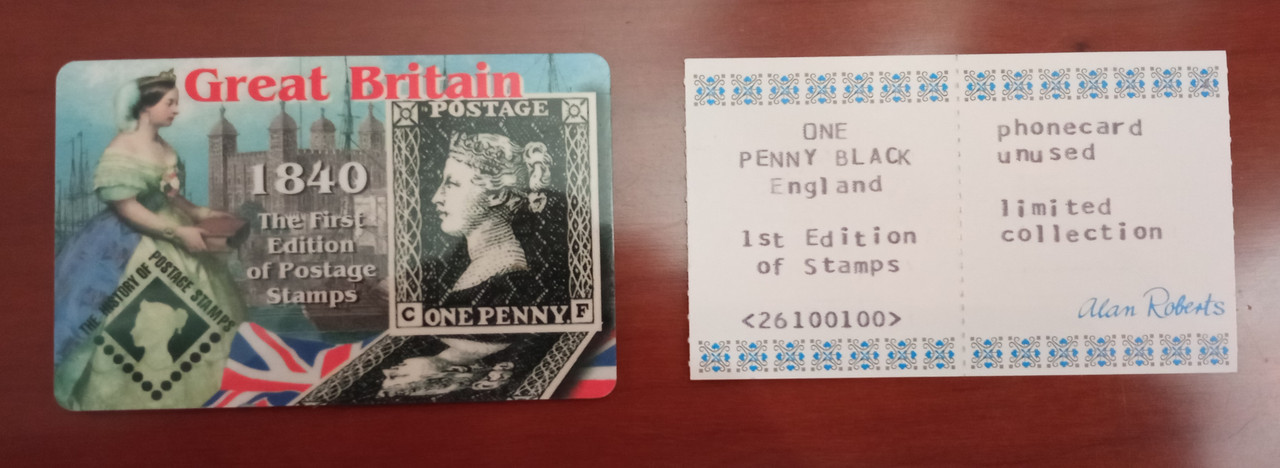 Great Britain
POSTAGE
1840
The First
Edition
of Postage
Stamps
THE HISTORY OF POSTAGE STAMPS
C ONE PENNY. F
ONE
PENNY BLACK
England
1st Edition
of Stamps
<26100100>
phonecard
unused
limited
collection
Alan Roberts